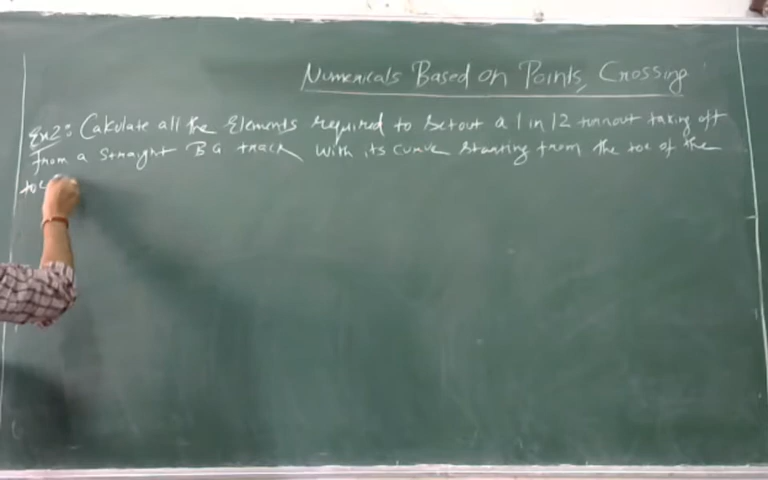 Numericals Based on Points, Crossing
Ex2: Calculate all the Elements required to setout a 1 in 12 turnout taking off
from a straight BG track, with its curve starting from the toe of the
toe